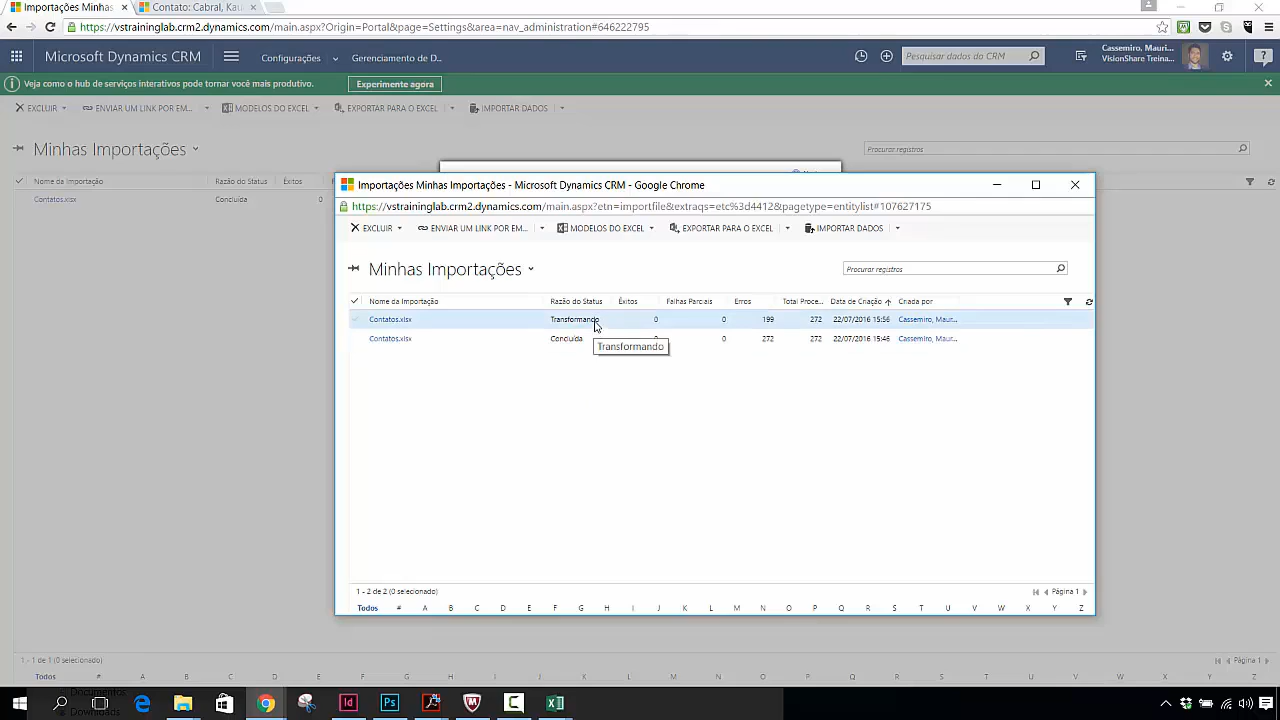 Importações Minhas Imp
Contato: Cabral, Kau
https://vstraininglab.crm2.dynamics.com/main.aspx?Origin=Portal&page=Settings&area=nav_administration#646222795
Microsoft Dynamics CRM
Configurações
Gerenciamento de D...
Pesquisar dados da CRM
Cassemiro, Mauri...
VisionShare Treina...
Veja como o hub de serviços interativos pode tornar você mais produtivo.
Experimente agora
EXCLUIR
ENVIAR UM LINK POR EM...
MODELOS DO EXCEL
EXPORTAR PARA O EXCEL
IMPORTAR DADOS
Minhas Importações
Procurar registros
Nome da Importação
Razão do Status
Êxitos
Contatos.xlsx
Concluída
0
Importações Minhas Importações - Microsoft Dynamics CRM - Google Chrome
https://vstraininglab.crm2.dynamics.com/main.aspx?etn=importfile&extraqs=etc%3d4412&pagetype=entitylist#107627175
EXCLUIR
ENVIAR UM LINK POR EM...
MODELOS DO EXCEL
EXPORTAR PARA O EXCEL
IMPORTAR DADOS
Minhas Importações
Procurar registros
Nome da Importação Razão do Status Êxitos Falhas Parciais Erros Total Proce... Data de Criação Criada por
Contatos.xlsx Transformando 0 0 199 272 22/07/2016 15:56 Cassemiro, Maur...
Contatos.xlsx Concluída 0 272 272 22/07/2016 15:46 Cassemiro, Maur...
Transformando
1 - 2 de 2 (0 selecionado)
Página 1
Todos # A B C D E F G H I J K L M N O P Q R S T U V W X Y Z
1 - 1 de 1 (0 selecionado)
Página 1
Todos # A B C D E F G H I J K L M N O P Q R S T U V W X Y Z
Documentos
Downloads